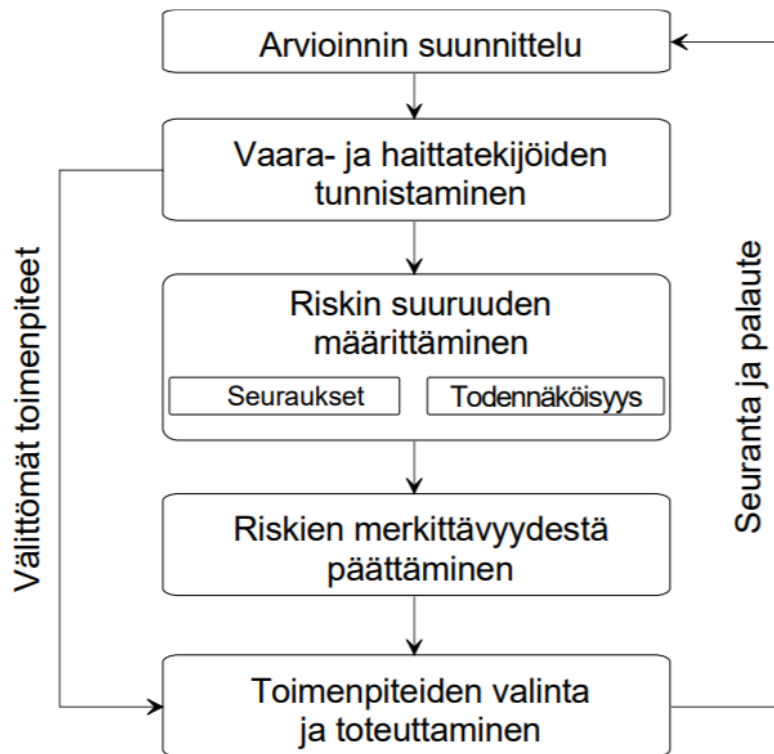 Arvioinnin suunnittelu
Vaara- ja haittatekijöiden
tunnistaminen
Välittömät toimenpiteet
Riskin suuruuden
määrittäminen
Seuraukset
Todennäköisyys
Seuranta ja palaute
Riskien merkittävyydestä
päättäminen
Toimenpiteiden valinta
ja toteuttaminen